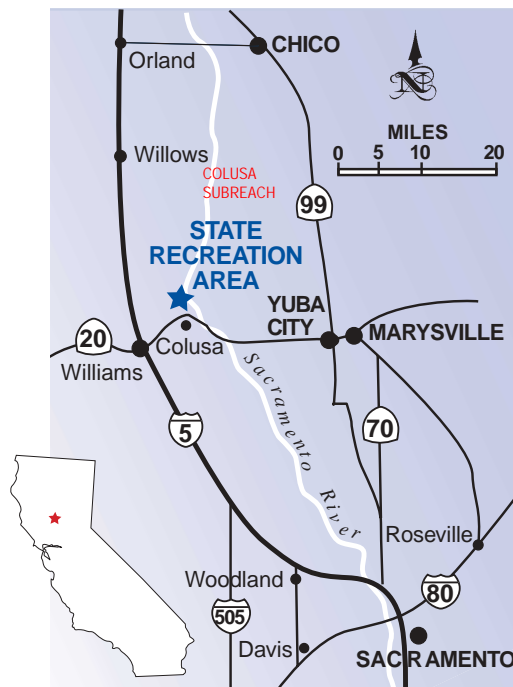 CHICO
Orland
N
MILES
0 5 10 20
Willows
COLUSA
SUBREACH
99
STATE
RECREATION
AREA
YUBA
CITY
MARYSVILLE
20
Colusa
Williams
Sacramento River
5
70
Roseville
Woodland
80
505
Davis
SACRAMENTO